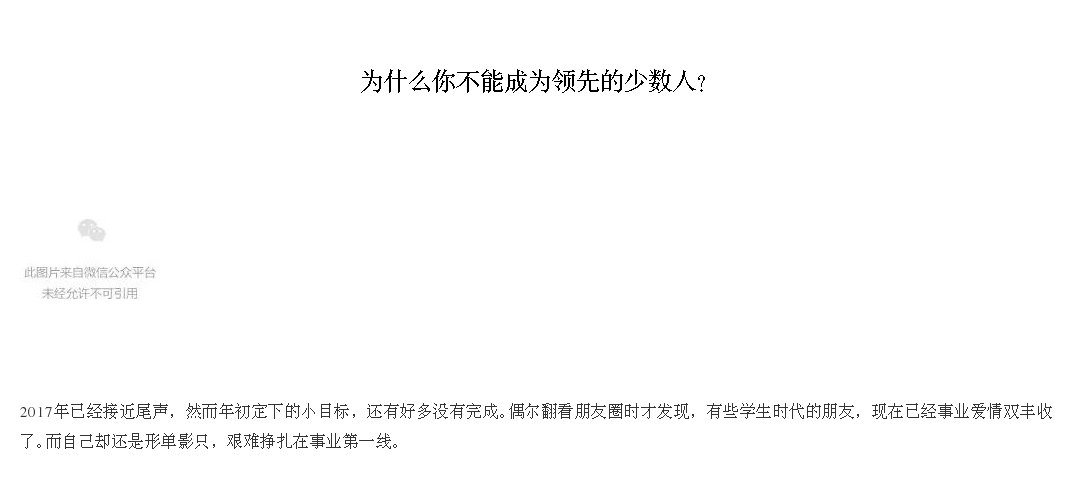 为什么你不能成为领先的少数人?
此图片来自微信公众平台
未经允许不可引用
2017年已经接近尾声，然而年初定下的小目标，还有好多没有完成。偶尔翻看朋友圈时才发现，有些学生时代的朋友，现在已经事业爱情双丰收
了。而自己却还是形单影只，艰难挣扎在事业第一线。